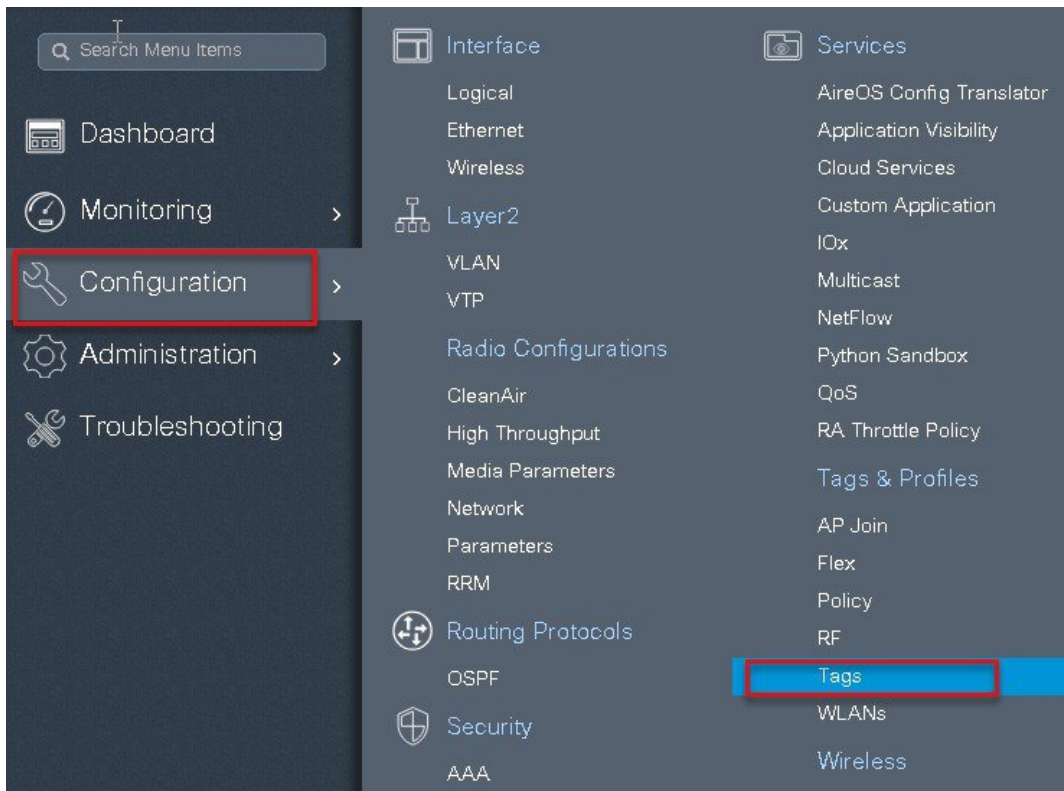 Search Menu Items
Dashboard
Monitoring
Configuration
Administration
Troubleshooting
Interface
Logical
Ethernet
Wireless
Layer2
VLAN
VTP
Radio Configurations
CleanAir
High Throughput
Media Parameters
Network
Parameters
RRM
Routing Protocols
OSPF
Security
AAA
Services
AireOS Config Translator
Application Visibility
Cloud Services
Custom Application
IOx
Multicast
NetFlow
Python Sandbox
QoS
RA Throttle Policy
Tags & Profiles
AP Join
Flex
Policy
RF
Tags
WLANs
Wireless